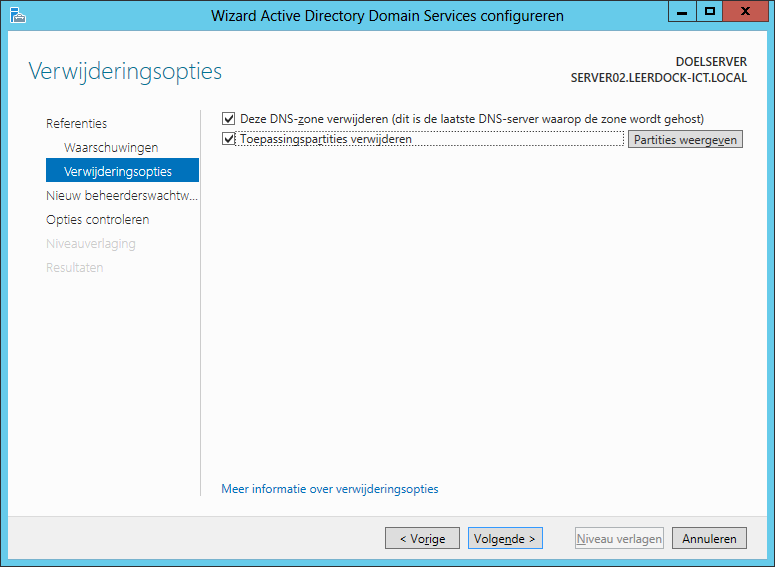 Wizard Active Directory Domain Services configureren
Verwijderingsopties
DOELSERVER
SERVER02.LEERDOCK-ICT.LOCAL
Referenties
Waarschuwingen
Verwijderingsopties
Nieuw beheerderswachtw...
Opties controleren
Niveauverlaging
Resultaten
Deze DNS-zone verwijderen (dit is de laatste DNS-server waarop de zone wordt gehost)
Toepassingspartities verwijderen
Partities weergeven
Meer informatie over verwijderingsopties
< Vorige
Volgende >
Niveau verlagen
Annuleren